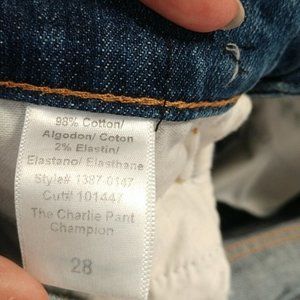 98% Cotton/
Algodon/ Coton
2% Elastin/
Elastano/ Elasthane
Style# 1387-0147
Cut# 101447
The Charlie Pant
Champion
28